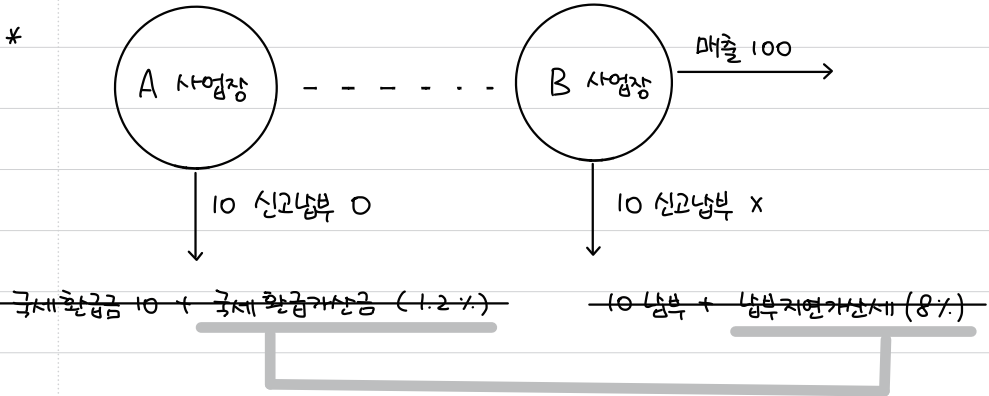 *
A 사업장
B 사업장
매출 100
10 신고납부 O
10 신고납부 X
국세환급금 10 + 국세환급가산금 (1.2%)
10 납부 + 납부지연가산세 (8%)